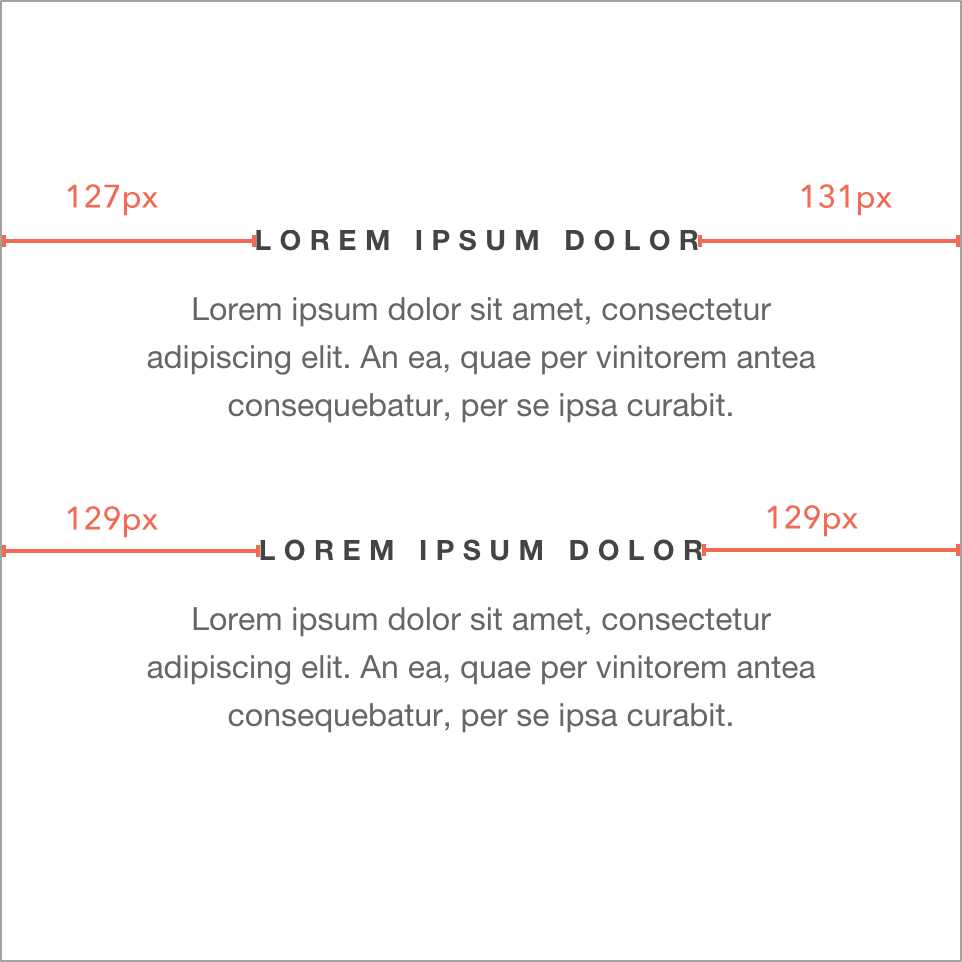 127px 131px
LOREM IPSUM DOLOR
Lorem ipsum dolor sit amet, consectetur
adipiscing elit. An ea, quae per vinitorem antea
consequebatur, per se ipsa curabit.
129px 129px
LOREM IPSUM DOLOR
Lorem ipsum dolor sit amet, consectetur
adipiscing elit. An ea, quae per vinitorem antea
consequebatur, per se ipsa curabit.